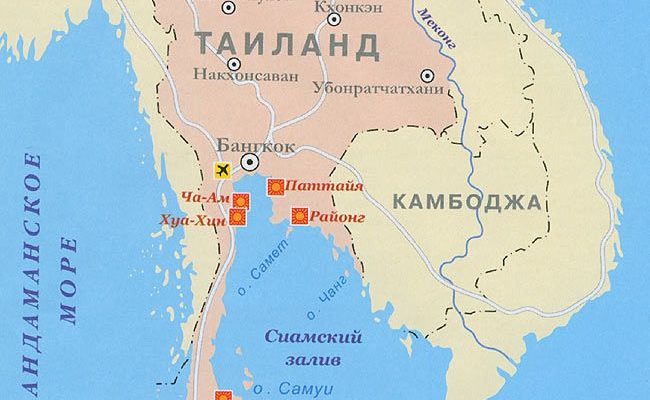 Кхонкэн
Меконг
ТАИЛАНД
Накхонсаван
Убонратчатхани
Бангкок
Паттайя
Ча-Ам
КАМБОДЖА
Хуа-Хин
Районг
о. Самет
о. Чанг
АНДАМАНСКОЕ
МОРЕ
Сиамский
залив
о. Самуи